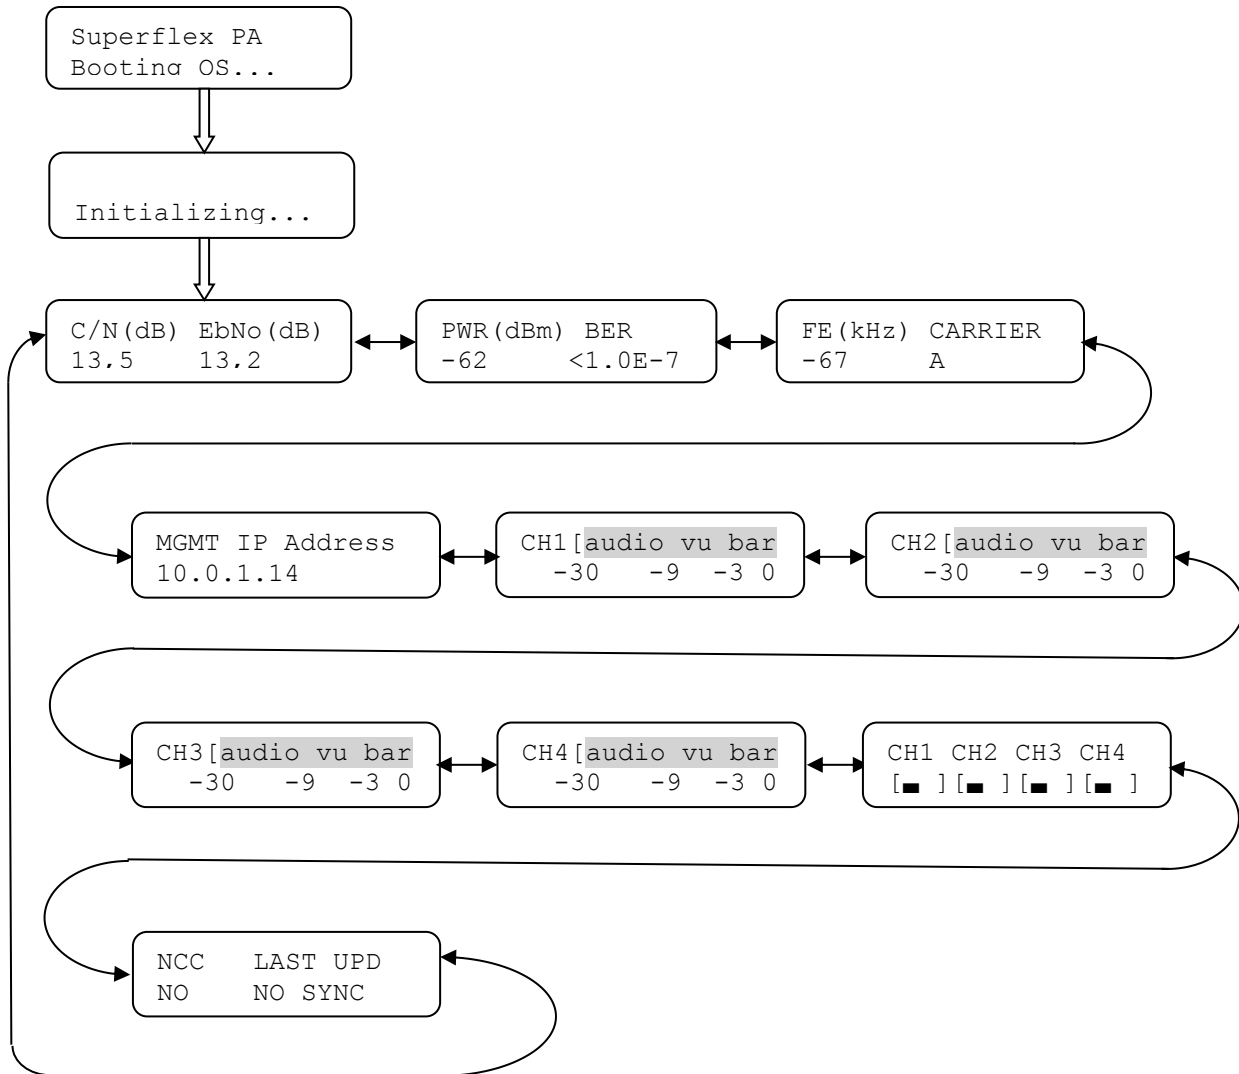 Superflex PA
Booting OS...
Initializing...
C/N(dB) EbNo(dB)
13,5 13,2
PWR(dBm) BER
-62 <1.0E-7
FE(kHz) CARRIER
-67 A
MGMT IP Address
10.0.1.14
CH1[audio vu bar
-30 -9 -3 0
CH2[audio vu bar
-30 -9 -3 0
CH3[audio vu bar
-30 -9 -3 0
CH4[audio vu bar
-30 -9 -3 0
CH1 CH2 CH3 CH4
[▄ ][▄ ][▄ ][▄ ]
NCC LAST UPD
NO NO SYNC